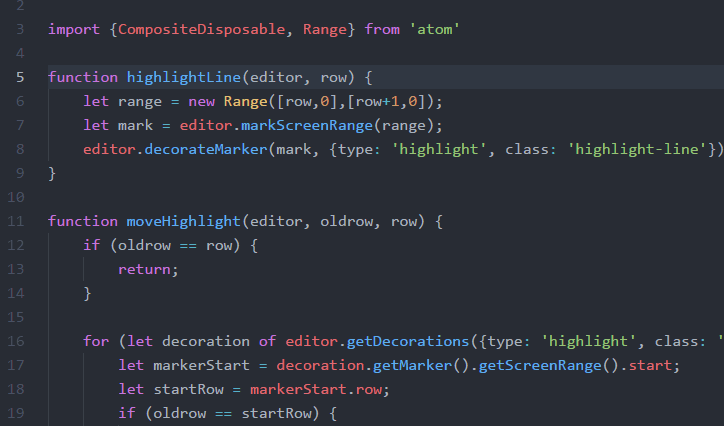 2
3 import {CompositeDisposable, Range} from 'atom'
4
5 function highlightLine(editor, row) {
6 let range = new Range([row,0],[row+1,0]);
7 let mark = editor.markScreenRange(range);
8 editor.decorateMarker(mark, {type: 'highlight', class: 'highlight-line'})
9 }
10
11 function moveHighlight(editor, oldrow, row) {
12 if (oldrow == row) {
13 return;
14 }
15
16 for (let decoration of editor.getDecorations({type: 'highlight', class: '
17 let markerStart = decoration.getMarker().getScreenRange().start;
18 let startRow = markerStart.row;
19 if (oldrow == startRow) {